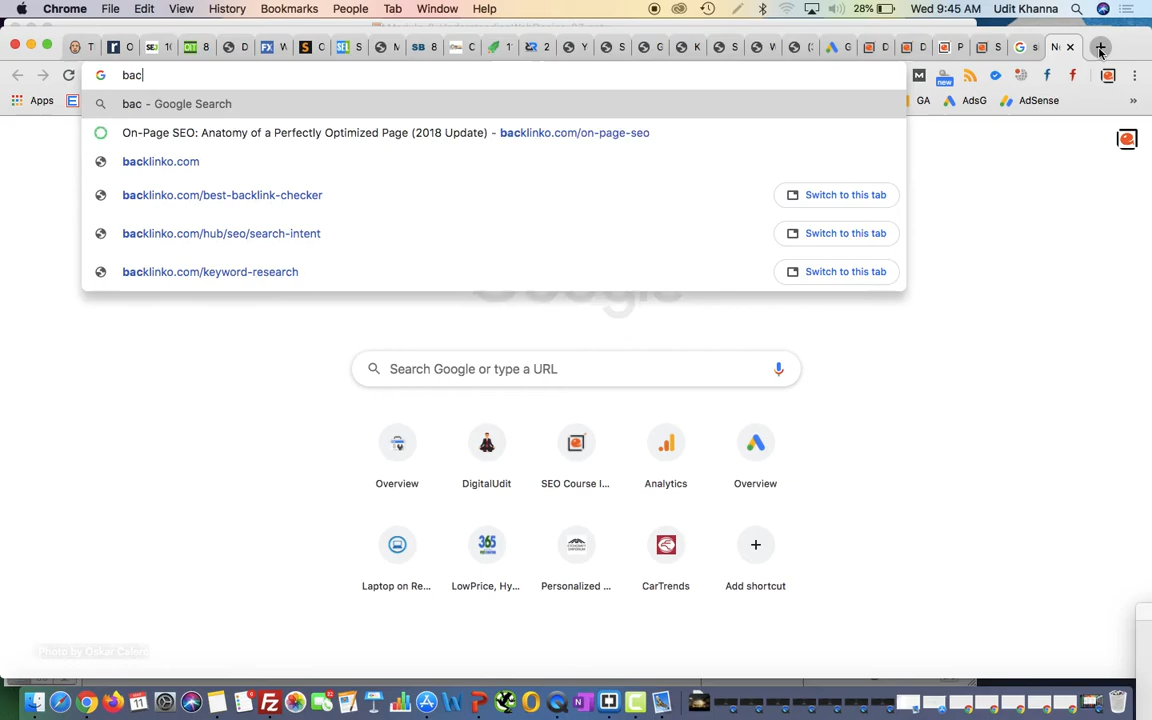 Chrome File Edit View History Bookmarks People Tab Window Help 28% Wed 9:45 AM Udit Khanna
bac
Apps GA AdsG AdSense »
bac - Google Search
On-Page SEO: Anatomy of a Perfectly Optimized Page (2018 Update) - backlinko.com/on-page-seo
backlinko.com
backlinko.com/best-backlink-checker Switch to this tab
backlinko.com/hub/seo/search-intent Switch to this tab
backlinko.com/keyword-research Switch to this tab
Search Google or type a URL
Overview DigitalUdit SEO Course I... Analytics Overview
Laptop on Re... LowPrice, Hy... Personalized ... CarTrends Add shortcut
Photo by Oskar Calero